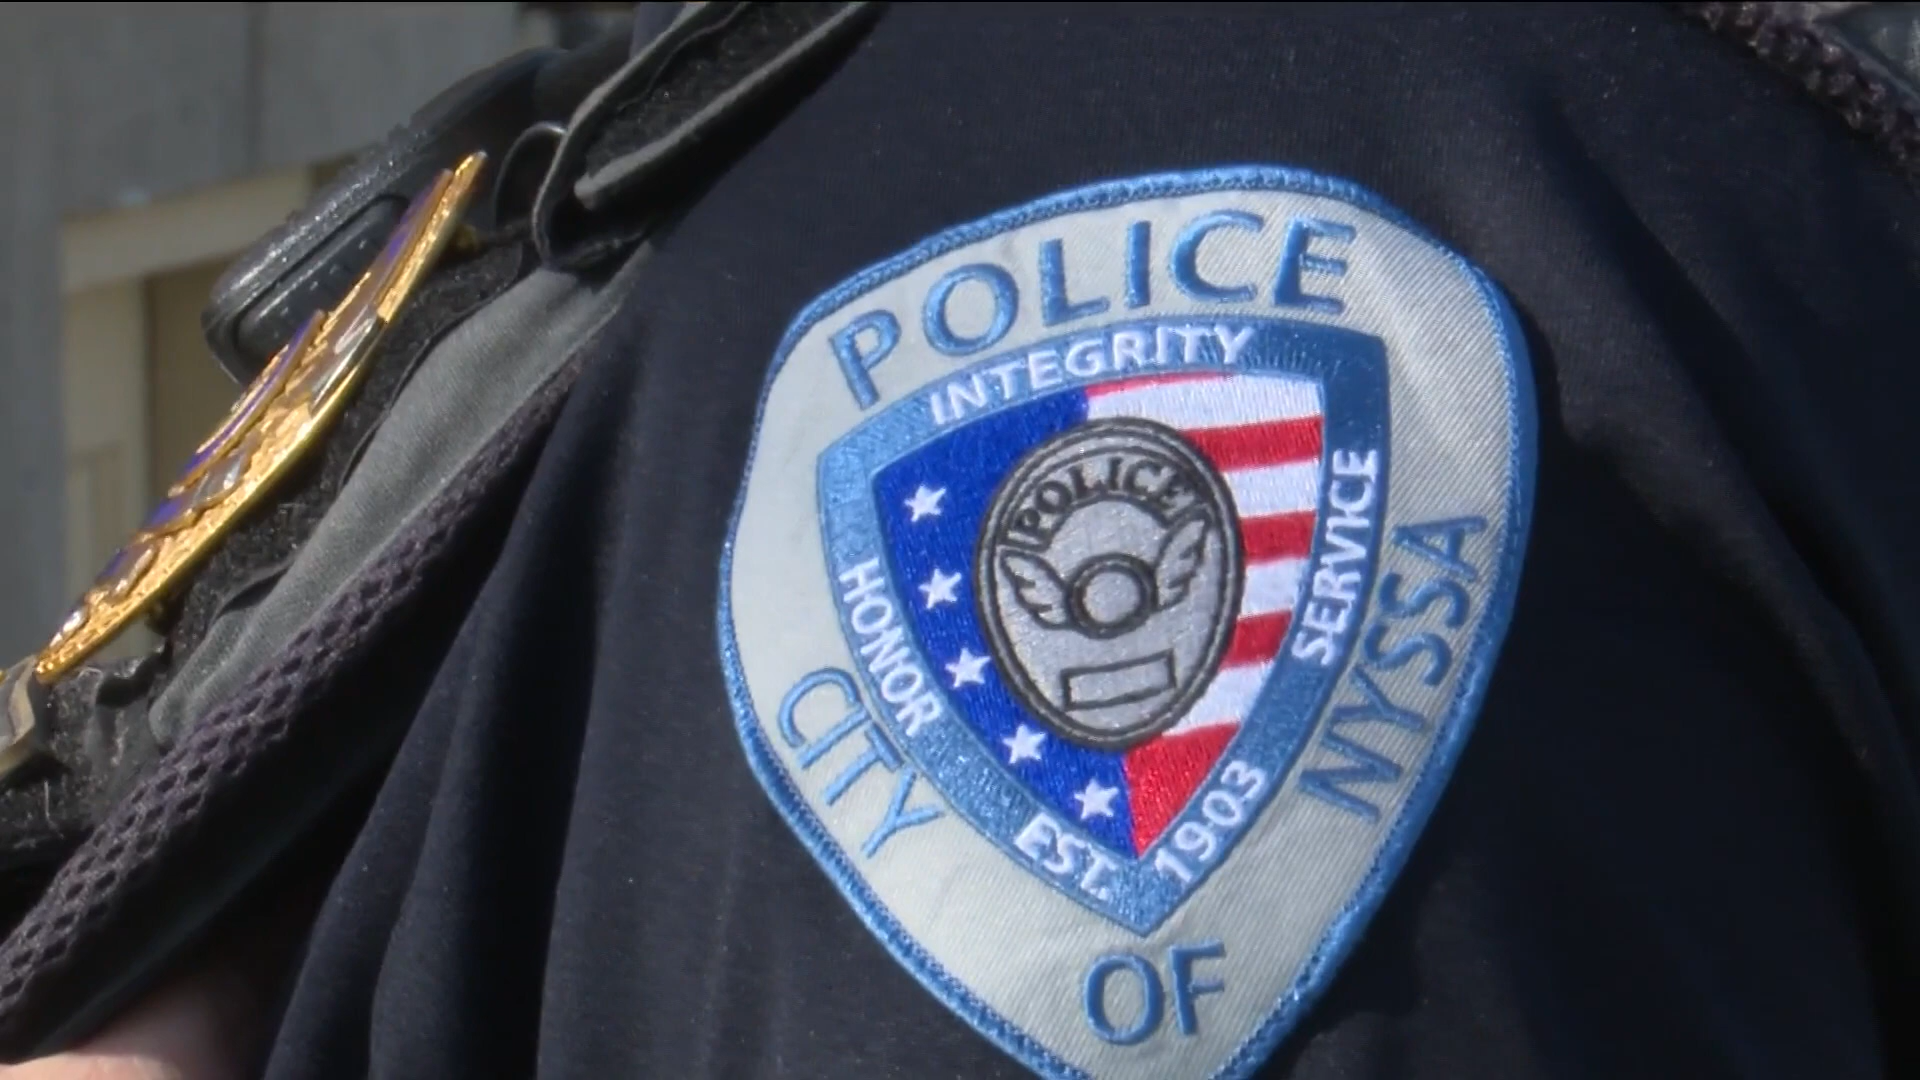 POLICE
INTEGRITY
POLICE
HONOR
SERVICE
EST. 1903
CITY OF NYSSA